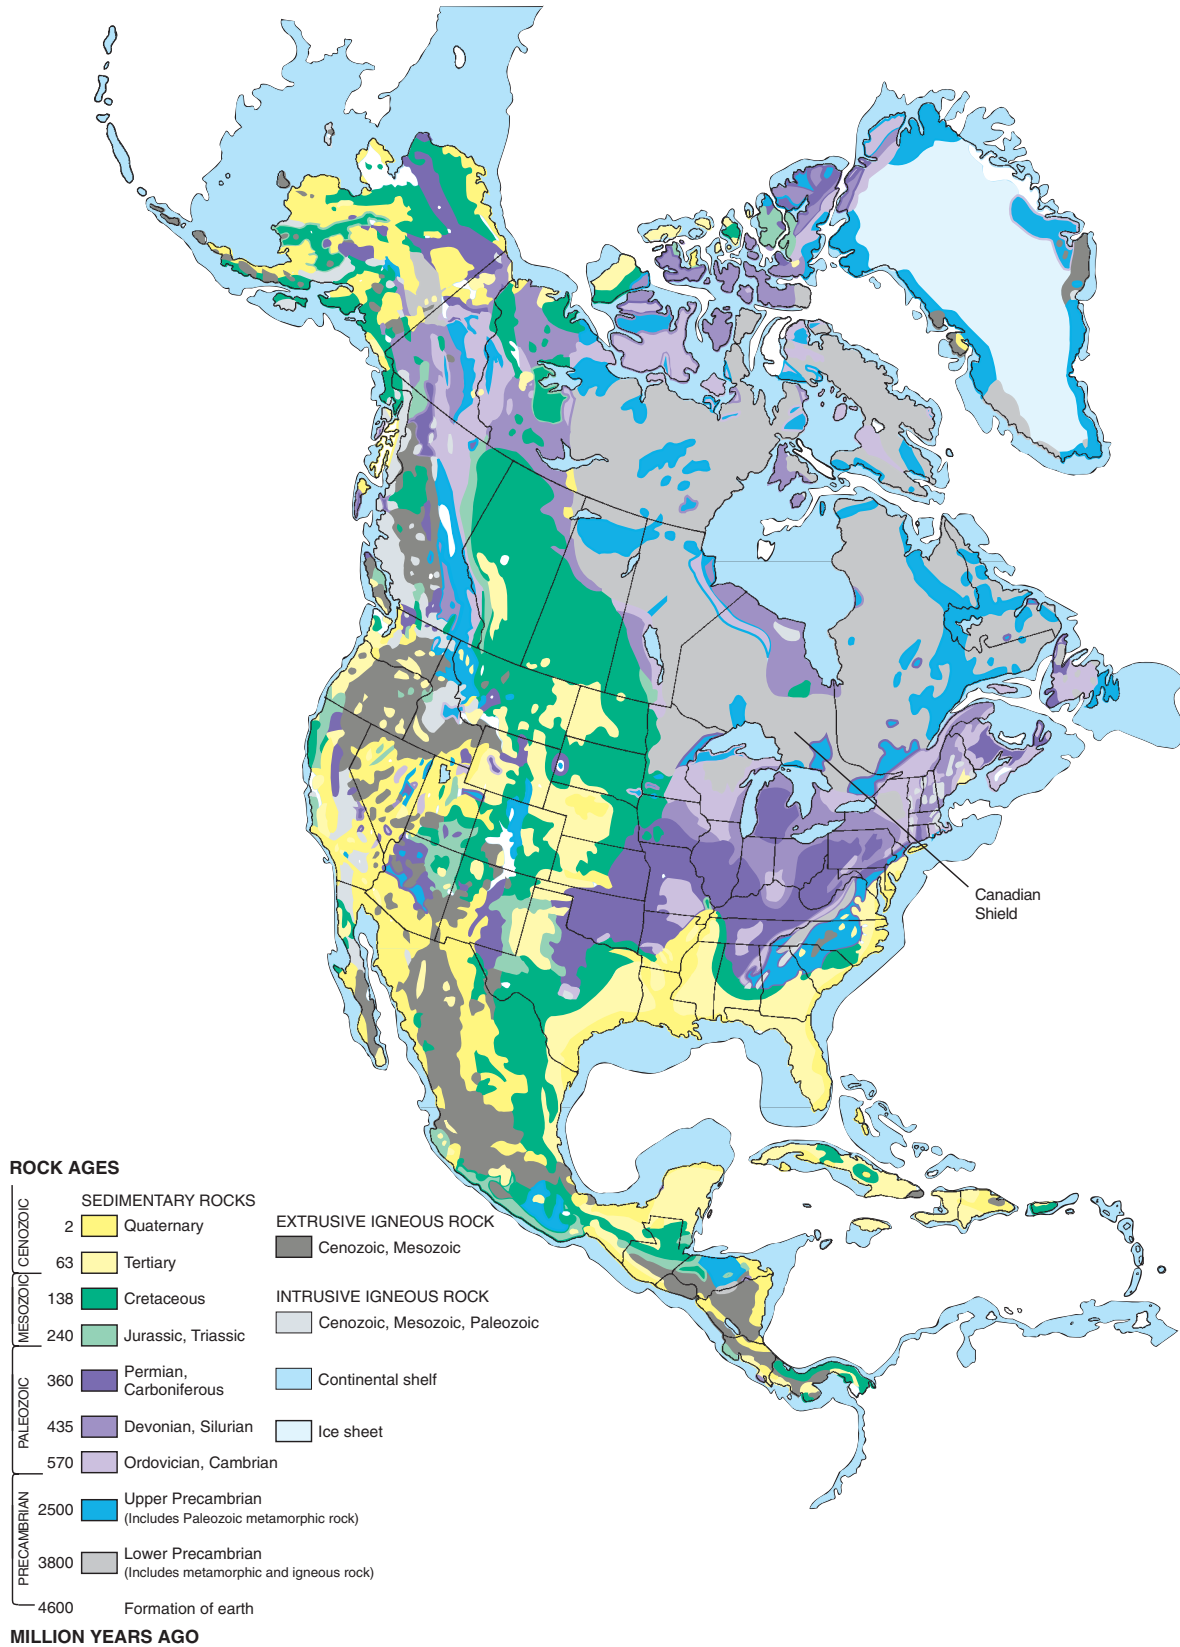 Canadian
Shield
ROCK AGES
CENOZOIC
MESOZOIC
PALEOZOIC
PRECAMBRIAN
SEDIMENTARY ROCKS
2 Quaternary
63 Tertiary
138 Cretaceous
240 Jurassic, Triassic
360 Permian,
Carboniferous
435 Devonian, Silurian
570 Ordovician, Cambrian
2500 Upper Precambrian
(Includes Paleozoic metamorphic rock)
3800 Lower Precambrian
(Includes metamorphic and igneous rock)
4600 Formation of earth
MILLION YEARS AGO
EXTRUSIVE IGNEOUS ROCK
Cenozoic, Mesozoic
INTRUSIVE IGNEOUS ROCK
Cenozoic, Mesozoic, Paleozoic
Continental shelf
Ice sheet